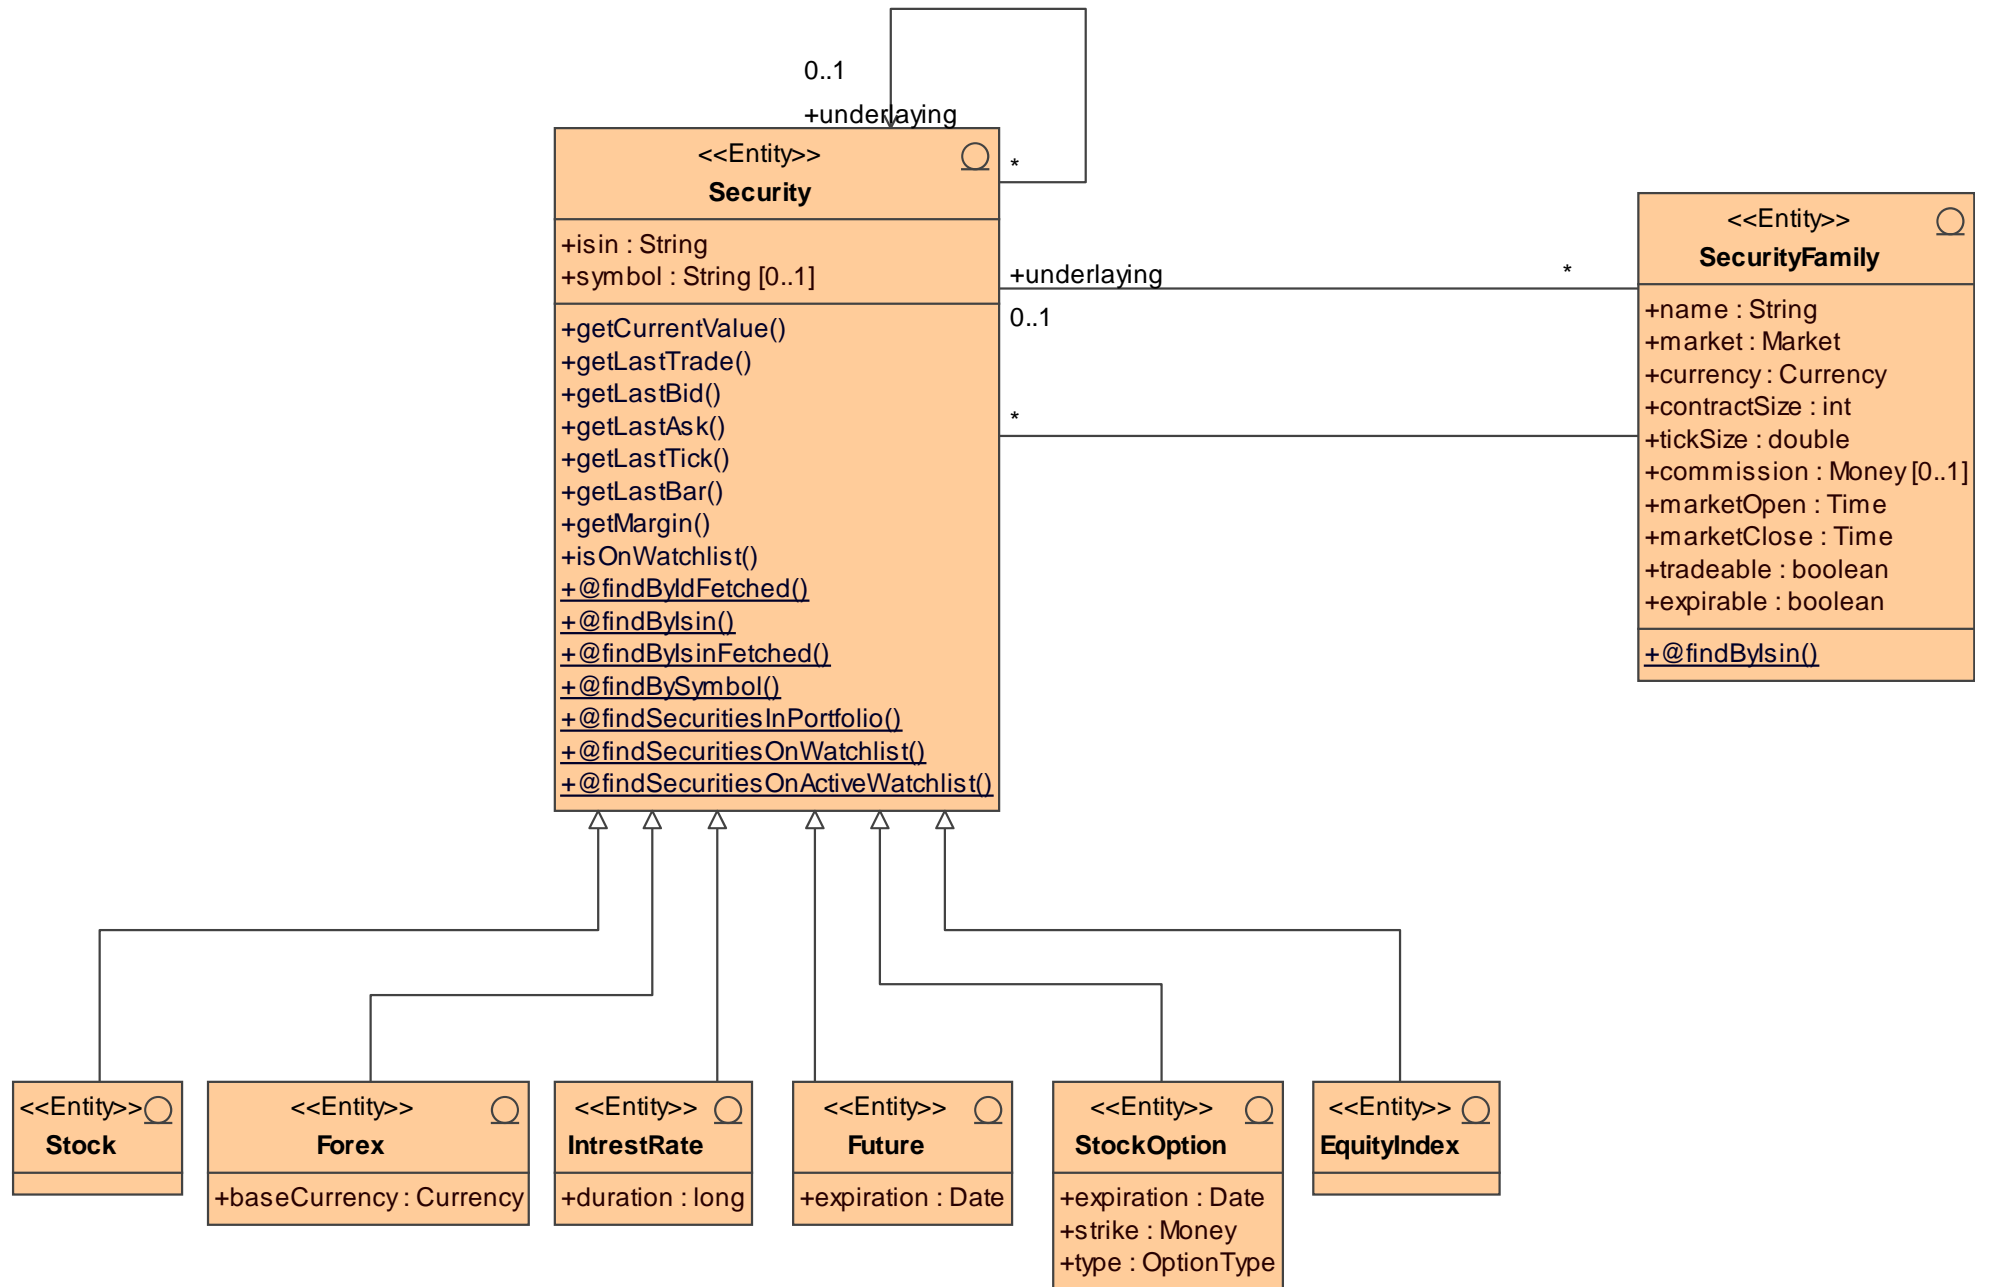 0..1
+underlaying
<<Entity>>
Security
*
+isin : String
+symbol : String [0..1]
+getCurrentValue()
+getLastTrade()
+getLastBid()
+getLastAsk()
+getLastTick()
+getLastBar()
+getMargin()
+isOnWatchlist()
+@findByIdFetched()
+@findByIsin()
+@findByIsinFetched()
+@findBySymbol()
+@findSecuritiesInPortfolio()
+@findSecuritiesOnWatchlist()
+@findSecuritiesOnActiveWatchlist()
+underlaying
0..1
*
*
<<Entity>>
SecurityFamily
+name : String
+market : Market
+currency : Currency
+contractSize : int
+tickSize : double
+commission : Money [0..1]
+marketOpen : Time
+marketClose : Time
+tradeable : boolean
+expirable : boolean
+@findByIsin()
<<Entity>>
Stock
<<Entity>>
Forex
+baseCurrency : Currency
<<Entity>>
IntrestRate
+duration : long
<<Entity>>
Future
+expiration : Date
<<Entity>>
StockOption
+expiration : Date
+strike : Money
+type : OptionType
<<Entity>>
EquityIndex